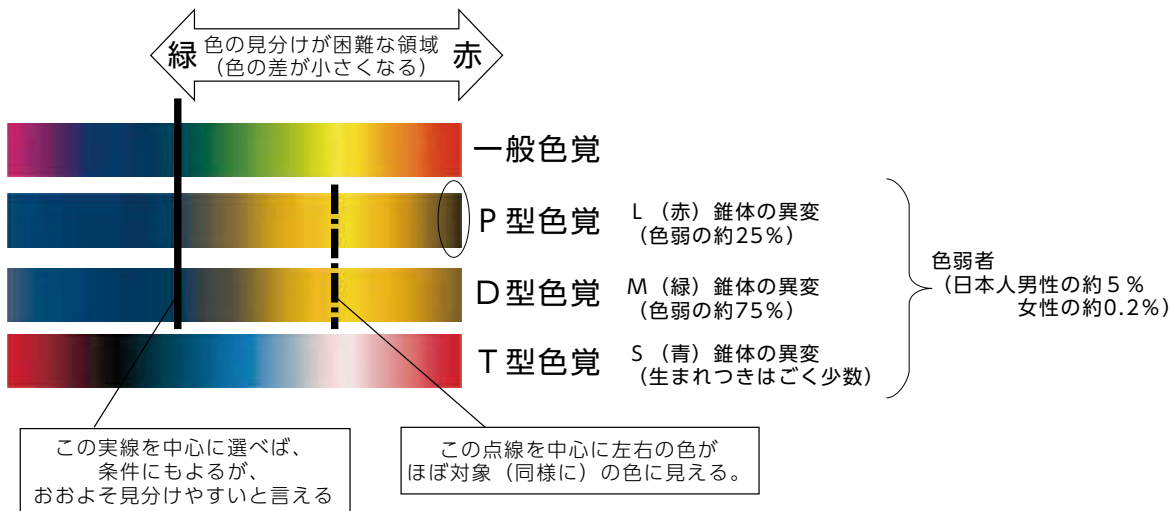 緑 色の見分けが困難な領域 赤
（色の差が小さくなる）
一般色覚
P型色覚
L（赤）錐体の異変
（色弱の約25％）
D型色覚
M（緑）錐体の異変
（色弱の約75％）
T型色覚
S（青）錐体の異変
（生まれつきはごく少数）
色弱者
（日本人男性の約５％
女性の約0.2％）
この実線を中心に選べば、
条件にもよるが、
おおよそ見分けやすいと言える
この点線を中心に左右の色が
ほぼ対象（同様に）の色に見える。